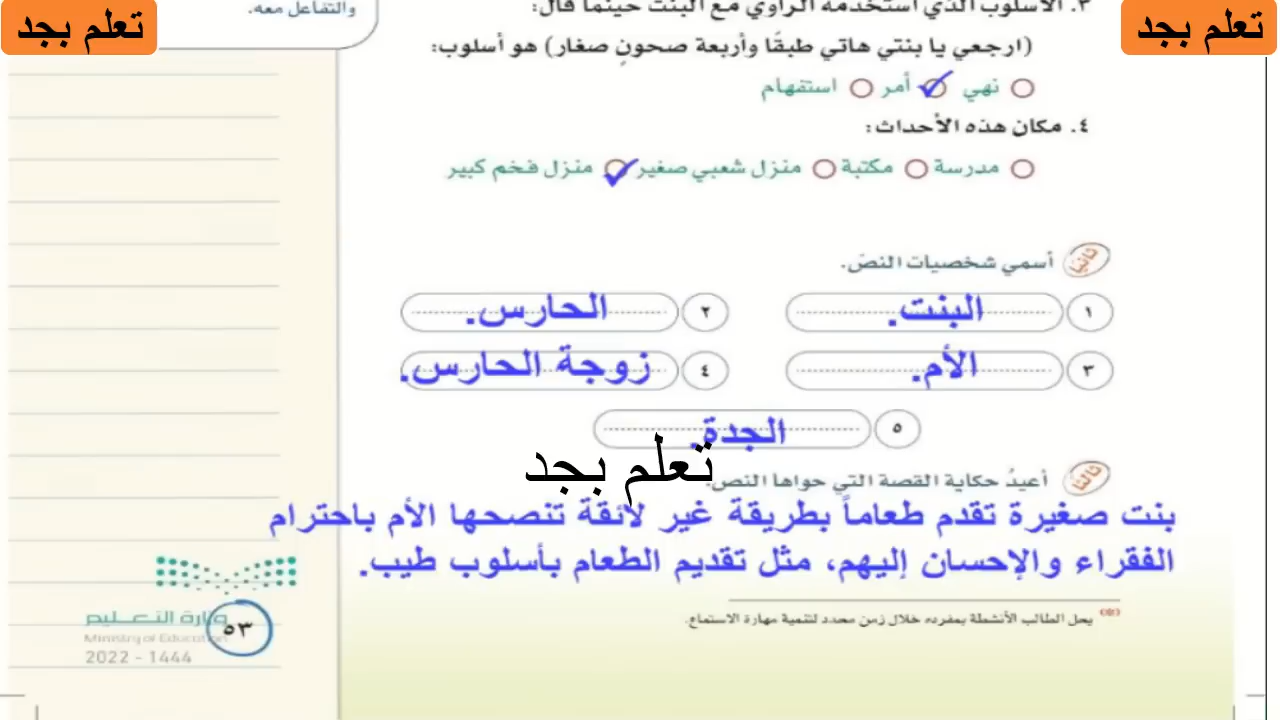 تعلم بجد
تعلم بجد
والتفاعل معه.
٣. الأسلوب الذي استخدمه الراوي مع البنت حينما قال:
(ارجعي يا بنتي هاتي طبقًا وأربعة صحونٍ صغار) هو أسلوب:
نهي أمر استفهام
٤. مكان هذه الأحداث:
مدرسة مكتبة منزل شعبي صغير منزل فخم كبير
ثانيًا أسمي شخصيات النصّ.
١ البنت. ٢ الحارس.
٣ الأم. ٤ زوجة الحارس.
٥ الجدة.
تعلم بجد
ثالثًا أعيدُ حكاية القصة التي حواها النص.
بنت صغيرة تقدم طعاماً بطريقة غير لائقة تنصحها الأم باحترام
الفقراء والإحسان إليهم، مثل تقديم الطعام بأسلوب طيب.
(*) يحل الطالب الأنشطة بمفرده خلال زمن محدد لتنمية مهارة الاستماع.
وزارة التعليم
Ministry of Education
2022 - 1444
٥٣